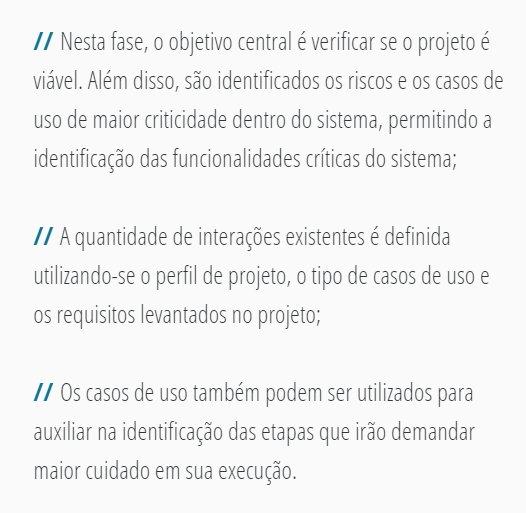 // Nesta fase, o objetivo central é verificar se o projeto é
viável. Além disso, são identificados os riscos e os casos de
uso de maior criticidade dentro do sistema, permitindo a
identificação das funcionalidades críticas do sistema;
// A quantidade de interações existentes é definida
utilizando-se o perfil de projeto, o tipo de casos de uso e
os requisitos levantados no projeto;
// Os casos de uso também podem ser utilizados para
auxiliar na identificação das etapas que irão demandar
maior cuidado em sua execução.